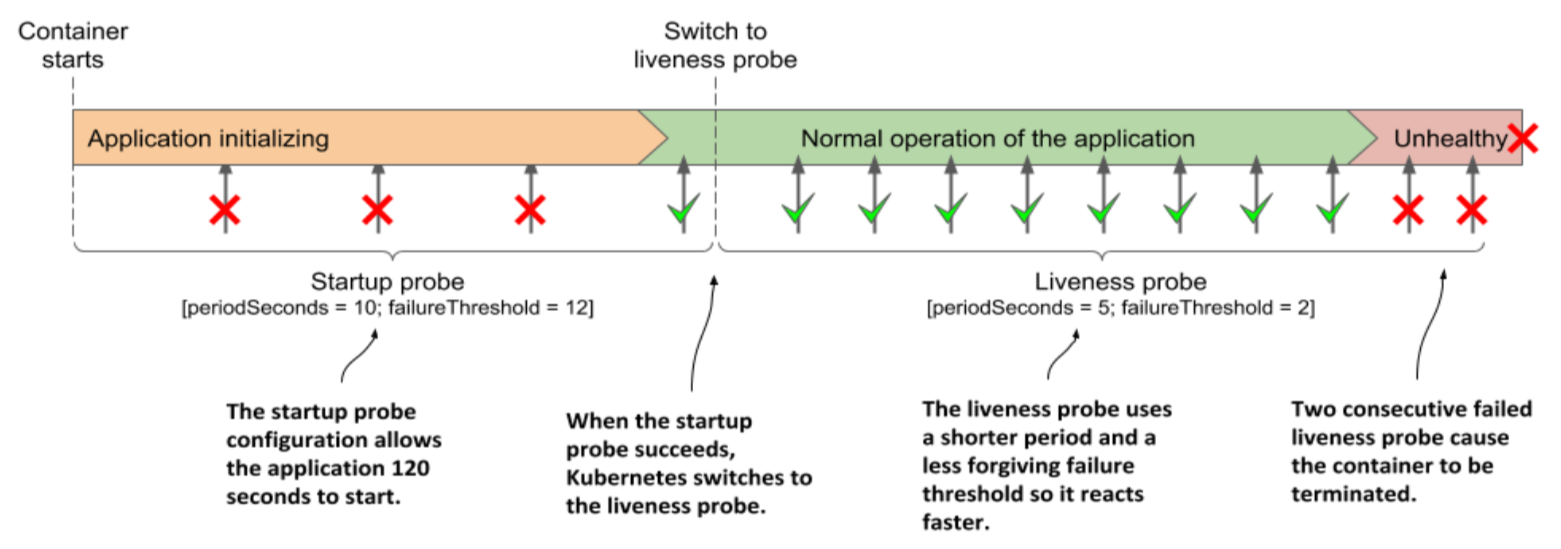 Container
starts
Switch to
liveness probe
Application initializing
Normal operation of the application
Unhealthy
Startup probe
[periodSeconds = 10; failureThreshold = 12]
Liveness probe
[periodSeconds = 5; failureThreshold = 2]
The startup probe
configuration allows
the application 120
seconds to start.
When the startup
probe succeeds,
Kubernetes switches to
the liveness probe.
The liveness probe uses
a shorter period and a
less forgiving failure
threshold so it reacts
faster.
Two consecutive failed
liveness probe cause
the container to be
terminated.